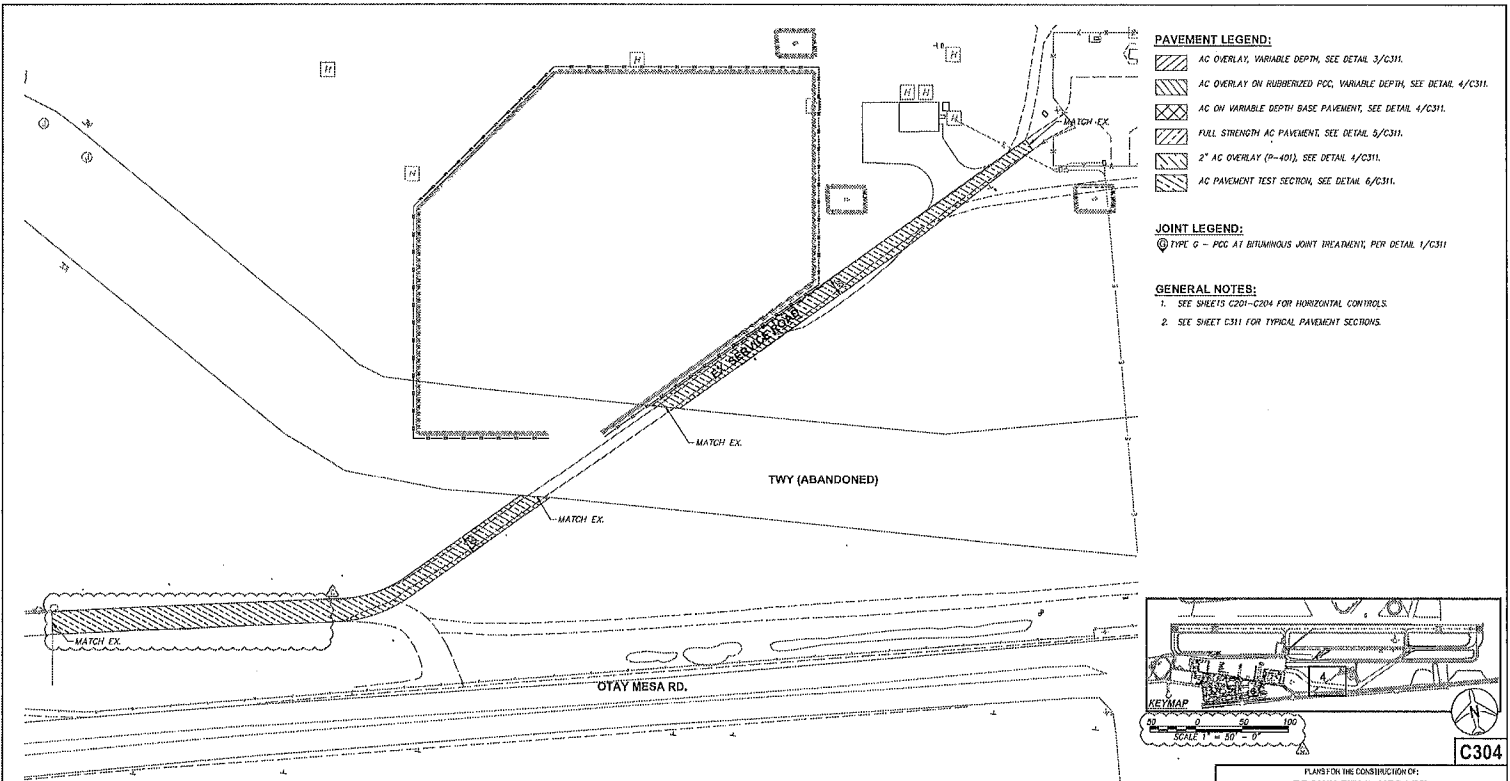 PAVEMENT LEGEND:
AC OVERLAY, VARIABLE DEPTH, SEE DETAIL 3/C311.
AC OVERLAY ON RUBBERIZED PCC, VARIABLE DEPTH, SEE DETAIL 4/C311.
AC ON VARIABLE DEPTH BASE PAVEMENT, SEE DETAIL 4/C311.
FULL STRENGTH AC PAVEMENT, SEE DETAIL 5/C311.
2" AC OVERLAY (P-401), SEE DETAIL 4/C311.
AC PAVEMENT TEST SECTION, SEE DETAIL 6/C311.
JOINT LEGEND:
G TYPE G - PCC AT BITUMINOUS JOINT TREATMENT, PER DETAIL 1/C311
GENERAL NOTES:
1. SEE SHEETS C201-C204 FOR HORIZONTAL CONTROLS.
2. SEE SHEET C311 FOR TYPICAL PAVEMENT SECTIONS.
H
H
H
H
H
H
H
MATCH EX.
EX. SERVICE ROAD
MATCH EX.
TWY (ABANDONED)
MATCH EX.
MATCH EX.
OTAY MESA RD.
4
KEYMAP
N
50 0 50 100
SCALE 1" = 50' - 0"
C304
PLANS FOR THE CONSTRUCTION OF: